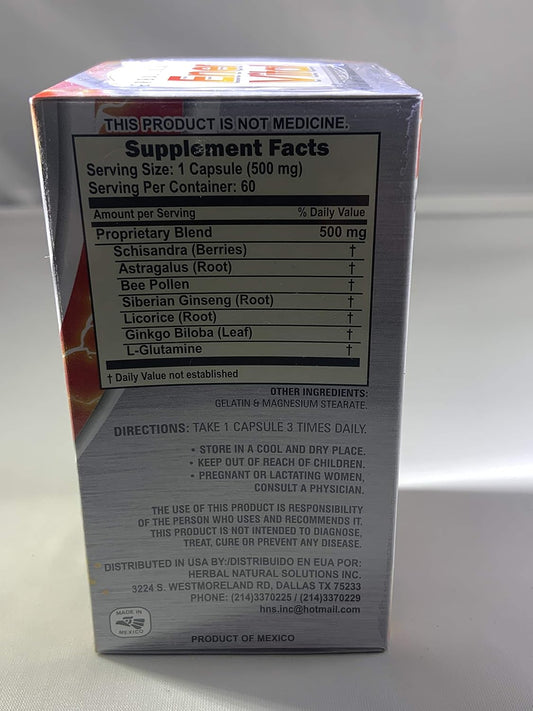 THIS PRODUCT IS NOT MEDICINE.
Supplement Facts
Serving Size: 1 Capsule (500 mg)
Serving Per Container: 60
Amount per Serving % Daily Value
Proprietary Blend 500 mg
Schisandra (Berries) †
Astragalus (Root) †
Bee Pollen †
Siberian Ginseng (Root) †
Licorice (Root) †
Ginkgo Biloba (Leaf) †
L-Glutamine †
† Daily Value not established
OTHER INGREDIENTS:
GELATIN & MAGNESIUM STEARATE.
DIRECTIONS: TAKE 1 CAPSULE 3 TIMES DAILY.
• STORE IN A COOL AND DRY PLACE.
• KEEP OUT OF REACH OF CHILDREN.
• PREGNANT OR LACTATING WOMEN,
CONSULT A PHYSICIAN.
THE USE OF THIS PRODUCT IS RESPONSIBILITY
OF THE PERSON WHO USES AND RECOMMENDS IT.
THIS PRODUCT IS NOT INTENDED TO DIAGNOSE,
TREAT, CURE OR PREVENT ANY DISEASE.
DISTRIBUTED IN USA BY:/DISTRIBUIDO EN EUA POR:
HERBAL NATURAL SOLUTIONS INC.
3224 S. WESTMORELAND RD, DALLAS TX 75233
PHONE: (214)3370225 / (214)3370229
hns.inc@hotmail.com
MADE IN
MEXICO
PRODUCT OF MEXICO